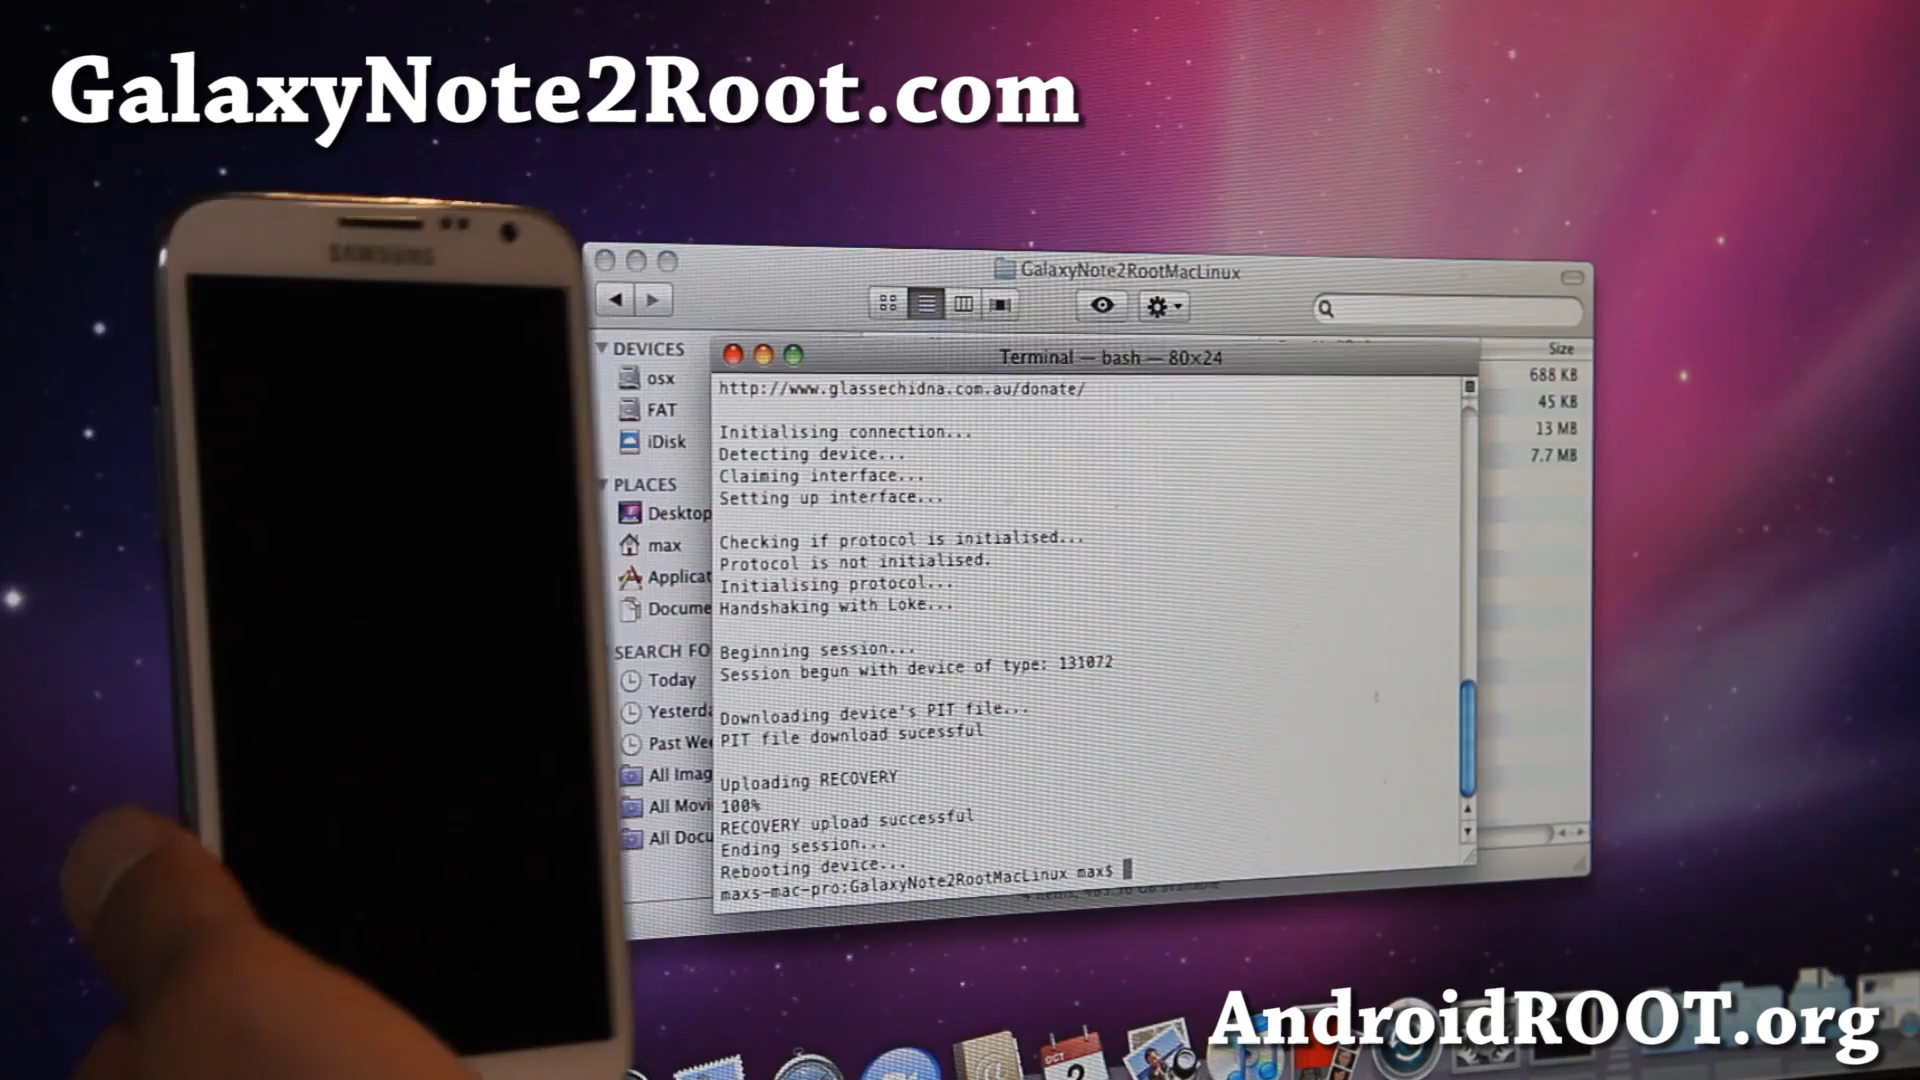 GalaxyNote2Root.com
SAMSUNG
GalaxyNote2RootMacLinux
DEVICES
osx
FAT
iDisk
PLACES
Desktop
max
Applicat
Docume
SEARCH FO
Today
Yesterda
Past We
All Imag
All Movi
All Docu
Size
688 KB
45 KB
13 MB
7.7 MB
Terminal — bash — 80×24
http://www.glassechidna.com.au/donate/
Initialising connection...
Detecting device...
Claiming interface...
Setting up interface...
Checking if protocol is initialised...
Protocol is not initialised.
Initialising protocol...
Handshaking with Loke...
Beginning session...
Session begun with device of type: 131072
Downloading device's PIT file...
PIT file download sucessful
Uploading RECOVERY
100%
RECOVERY upload successful
Ending session...
Rebooting device...
maxs-mac-pro:GalaxyNote2RootMacLinux max$
OCT
2
AndroidROOT.org